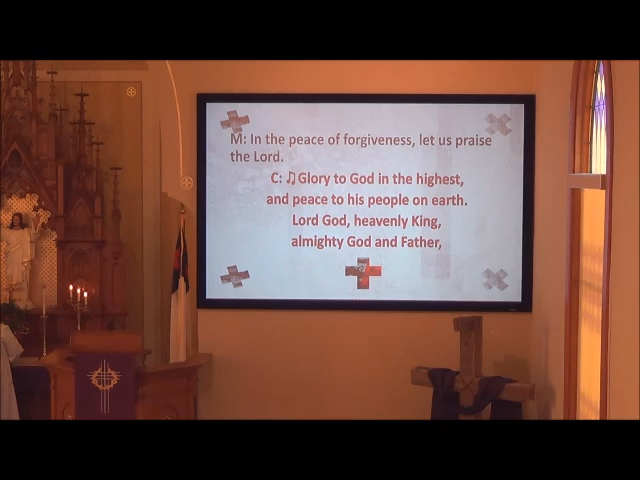 M: In the peace of forgiveness, let us praise
the Lord.
C: ♫Glory to God in the highest,
and peace to his people on earth.
Lord God, heavenly King,
almighty God and Father,